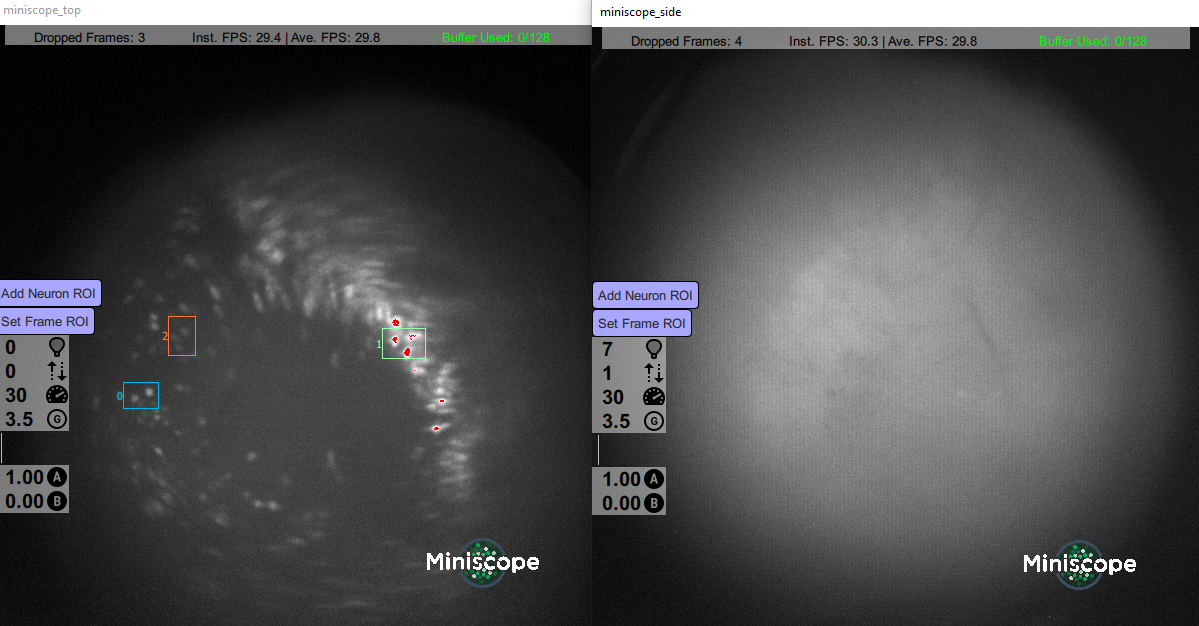 miniscope_top
Dropped Frames: 3 Inst. FPS: 29.4 | Ave. FPS: 29.8 Buffer Used: 0/128
Add Neuron ROI
Set Frame ROI
0
0
30
3.5 G
1.00 A
0.00 B
2
1
0
Miniscope
miniscope_side
Dropped Frames: 4 Inst. FPS: 30.3 | Ave. FPS: 29.8 Buffer Used: 0/128
Add Neuron ROI
Set Frame ROI
7
1
30
3.5 G
1.00 A
0.00 B
Miniscope